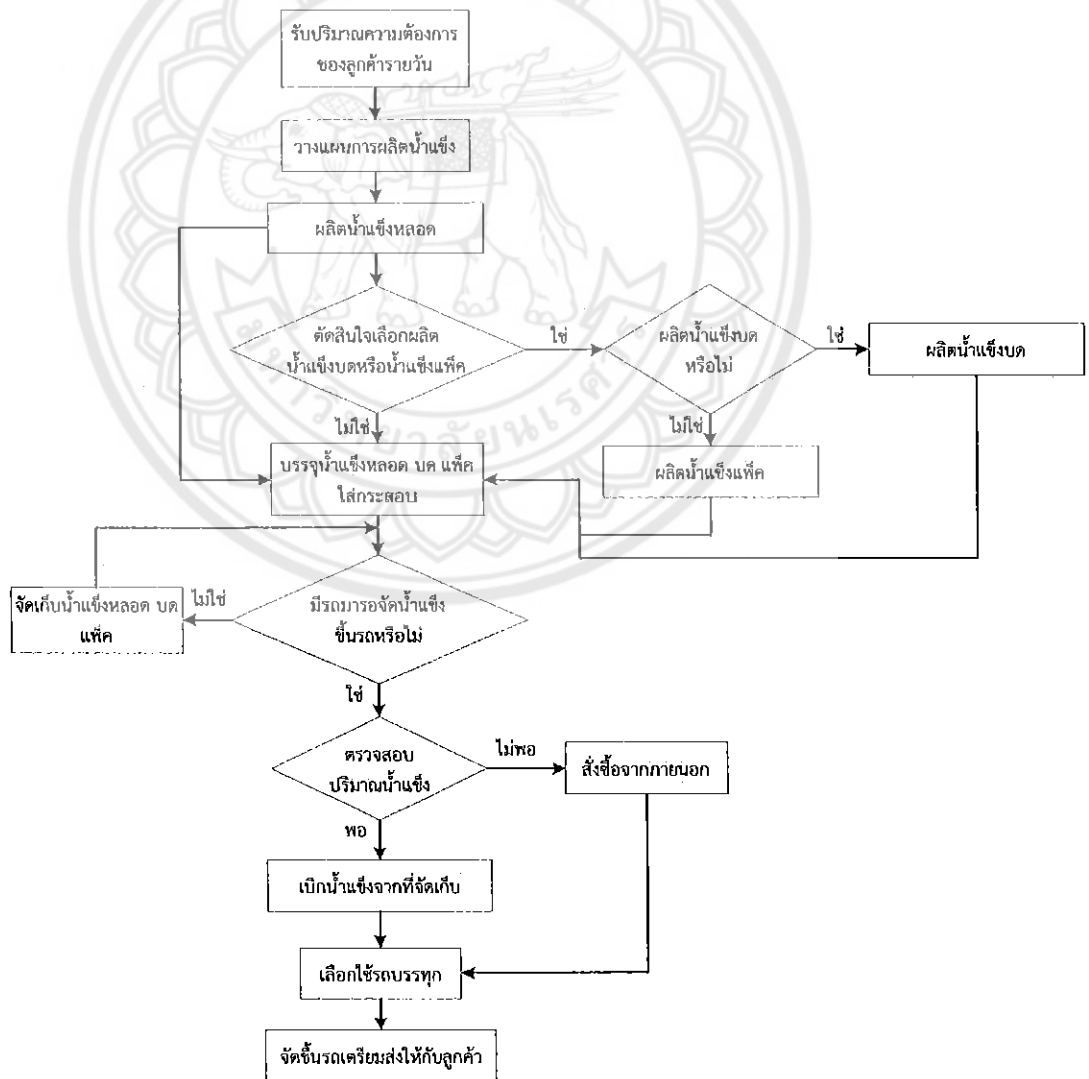 รับปริมาณความต้องการ
ของลูกค้ารายวัน
วางแผนการผลิตน้ำแข็ง
ผลิตน้ำแข็งหลอด
ตัดสินใจเลือกผลิต
น้ำแข็งบดหรือน้ำแข็งแพ็ค
ใช่
ผลิตน้ำแข็งบด
หรือไม่
ใช่
ผลิตน้ำแข็งบด
ไม่ใช่
ไม่ใช่
บรรจุน้ำแข็งหลอด บด แพ็ค
ใส่กระสอบ
ผลิตน้ำแข็งแพ็ค
จัดเก็บน้ำแข็งหลอด บด
แพ็ค
ไม่ใช่
มีรถมารอจัดน้ำแข็ง
ขึ้นรถหรือไม่
ใช่
ตรวจสอบ
ปริมาณน้ำแข็ง
ไม่พอ
สั่งซื้อจากภายนอก
พอ
เบิกน้ำแข็งจากที่จัดเก็บ
เลือกใช้รถบรรทุก
จัดขึ้นรถเตรียมส่งให้กับลูกค้า
มหาวิทยาลัยนเรศวร